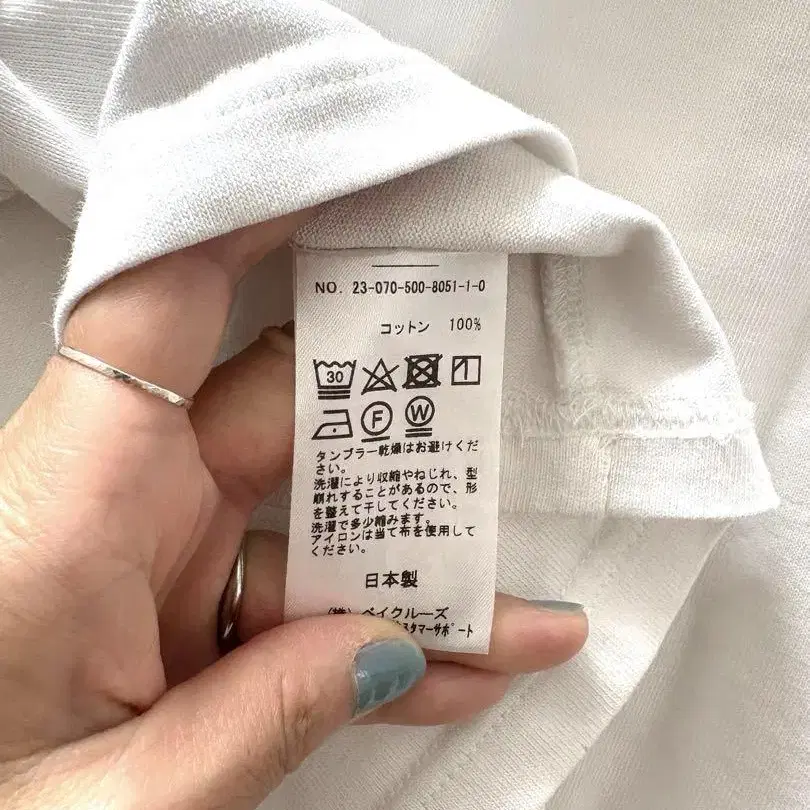 NO. 23-070-500-8051-1-0
コットン 100%
30
F W
タンブラー乾燥はお避けくだ
さい。
洗濯により収縮やねじれ、型
崩れすることがあるので、形
を整えて干してください。
洗濯で多少縮みます。
アイロンは当て布を使用して
ください。
日本製
(株)ベイクルーズ
スタマーサポート